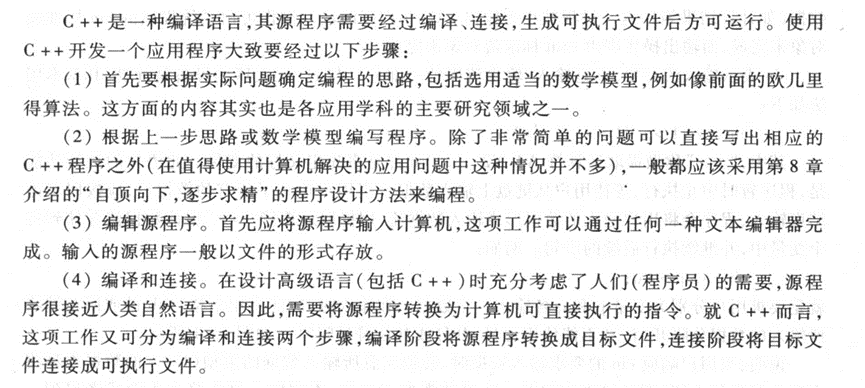 C++是一种编译语言,其源程序需要经过编译、连接,生成可执行文件后方可运行。使用
C++开发一个应用程序大致要经过以下步骤:
(1) 首先要根据实际问题确定编程的思路,包括选用适当的数学模型,例如像前面的欧几里
得算法。这方面的内容其实也是各应用学科的主要研究领域之一。
(2) 根据上一步思路或数学模型编写程序。除了非常简单的问题可以直接写出相应的
C++程序之外(在值得使用计算机解决的应用问题中这种情况并不多),一般都应该采用第8章
介绍的“自顶向下,逐步求精”的程序设计方法来编程。
(3) 编辑源程序。首先应将源程序输入计算机,这项工作可以通过任何一种文本编辑器完
成。输入的源程序一般以文件的形式存放。
(4) 编译和连接。在设计高级语言(包括C++)时充分考虑了人们(程序员)的需要,源程
序很接近人类自然语言。因此,需要将源程序转换为计算机可直接执行的指令。就C++而言,
这项工作又可分为编译和连接两个步骤,编译阶段将源程序转换成目标文件,连接阶段将目标文
件连接成可执行文件。